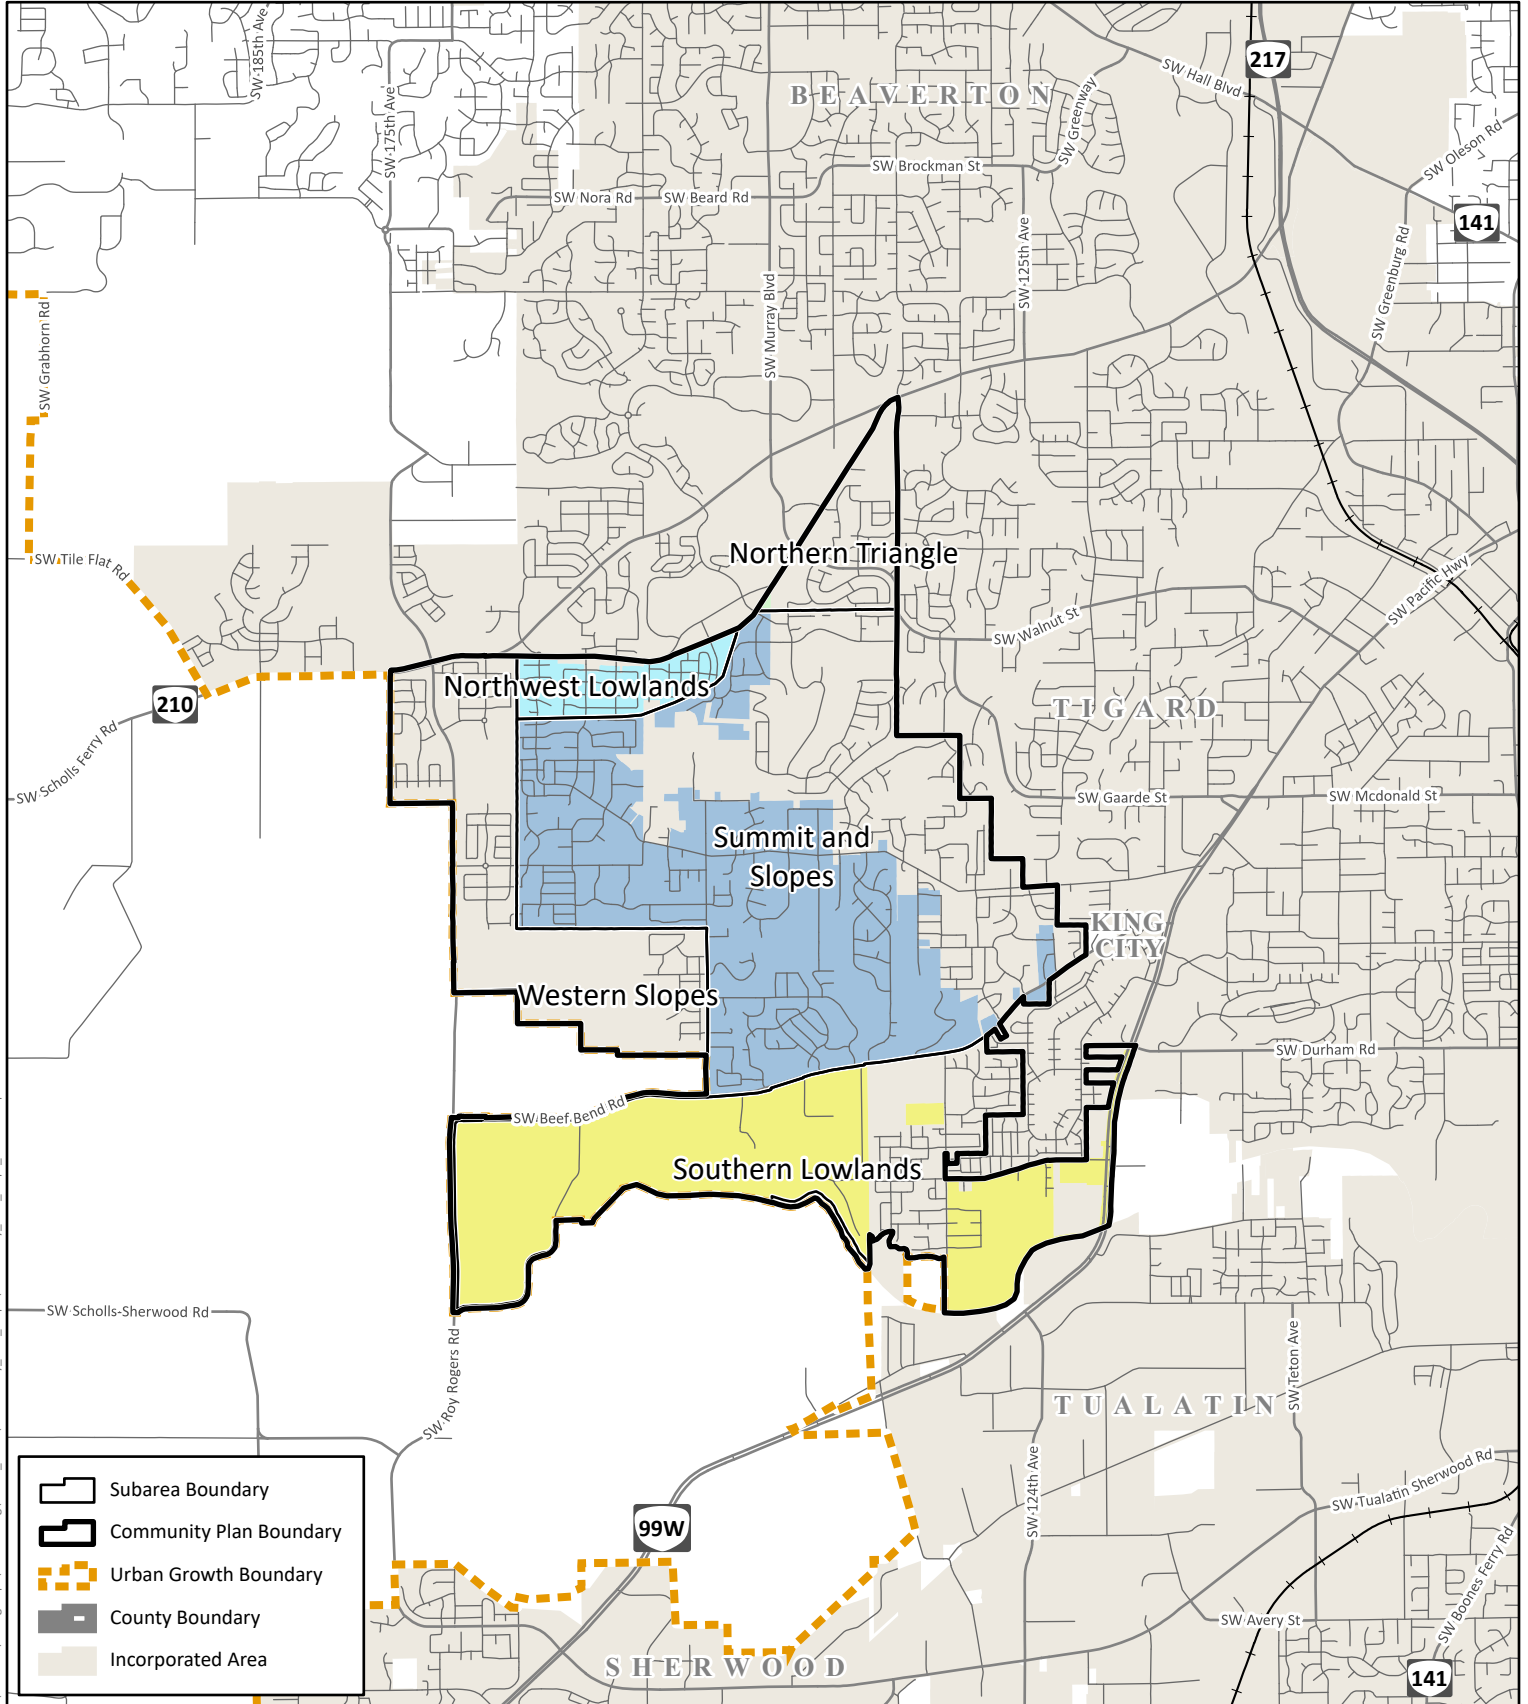 SW 185th Ave
SW 175th Ave
BEAVERTON
SW Greenway
SW Hall Blvd
217
SW Oleson Rd
141
SW Brockman St
SW Nora Rd
SW Beard Rd
SW 125th Ave
SW Murray Blvd
SW Greenburg Rd
SW Grabhorn Rd
SW Tile Flat Rd
Northern Triangle
SW Pacific Hwy
SW Walnut St
Northwest Lowlands
210
TIGARD
SW Scholls Ferry Rd
SW Gaarde St
SW Mcdonald St
Summit and
Slopes
KING
CITY
Western Slopes
SW Durham Rd
SW Beef Bend Rd
Southern Lowlands
SW Scholls-Sherwood Rd
SW Roy Rogers Rd
SW Teton Ave
TUALATIN
SW 124th Ave
SW Tualatin Sherwood Rd
99W
SW Boones Ferry Rd
SW Avery St
SHERWOOD
141
Subarea Boundary
Community Plan Boundary
Urban Growth Boundary
County Boundary
Incorporated Area